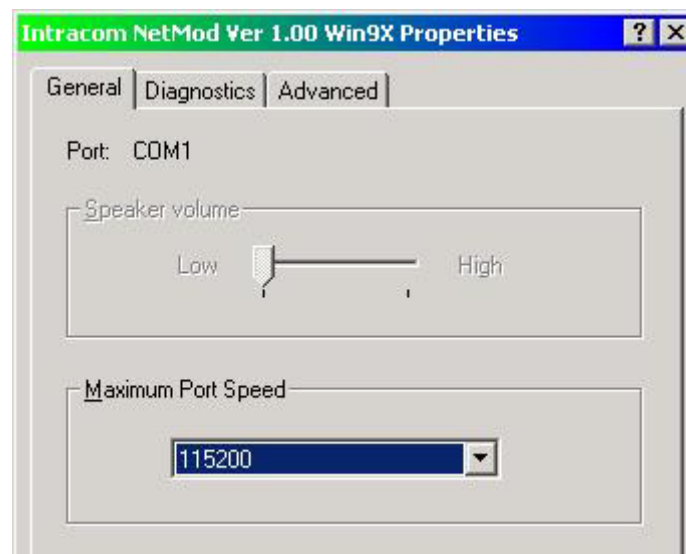 Intracom NetMod Ver 1.00 Win9X Properties ? X
General Diagnostics Advanced
Port: COM1
Speaker volume
Low High
Maximum Port Speed
115200